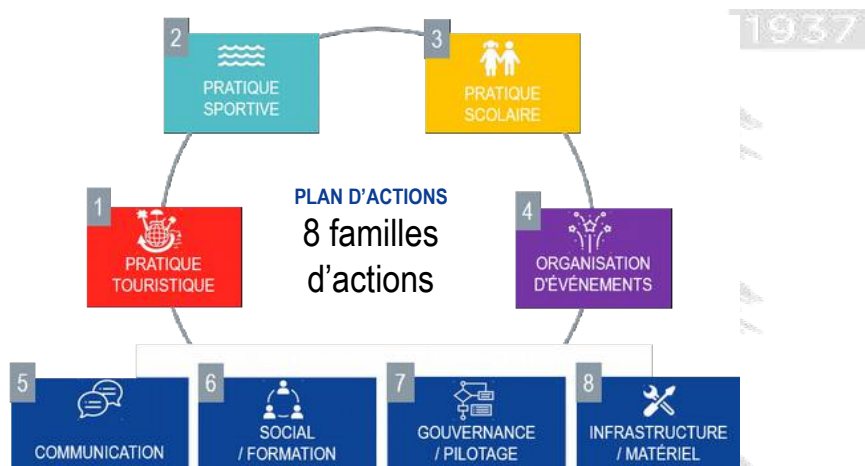 1937
2
PRATIQUE
SPORTIVE
3
PRATIQUE
SCOLAIRE
1
PRATIQUE
TOURISTIQUE
PLAN D'ACTIONS
8 familles
d'actions
4
ORGANISATION
D'ÉVÉNEMENTS
5
COMMUNICATION
6
SOCIAL
/ FORMATION
7
GOUVERNANCE
/ PILOTAGE
8
INFRASTRUCTURE
/ MATÉRIEL